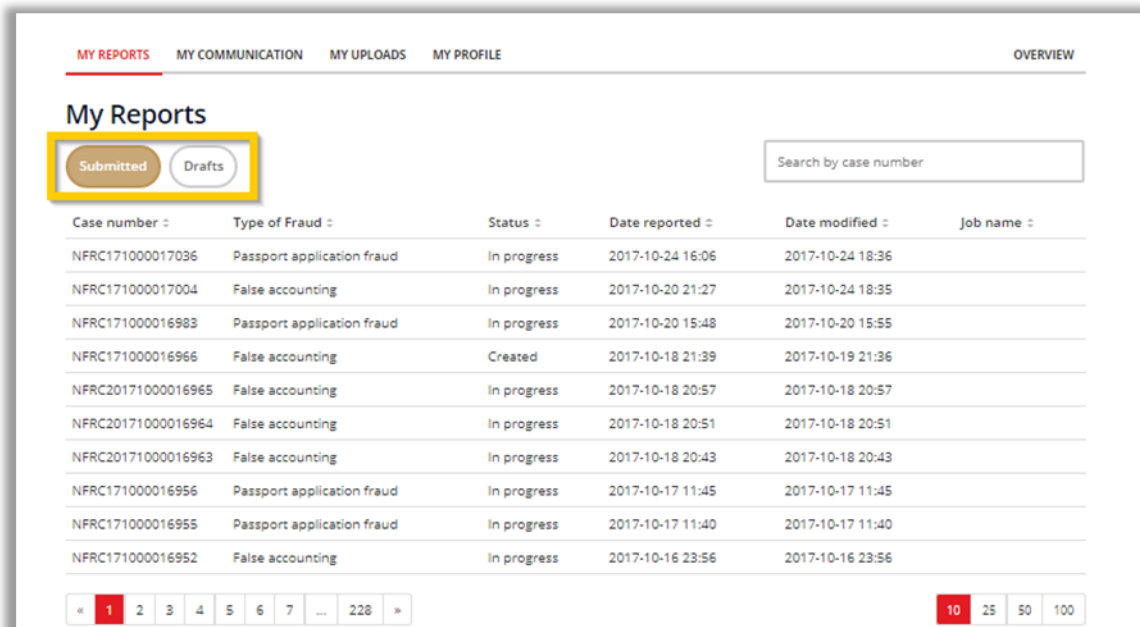 MY REPORTS MY COMMUNICATION MY UPLOADS MY PROFILE OVERVIEW
My Reports
Submitted Drafts Search by case number
Case number Type of Fraud Status Date reported Date modified Job name
NFRC171000017036 Passport application fraud In progress 2017-10-24 16:06 2017-10-24 18:36
NFRC171000017004 False accounting In progress 2017-10-20 21:27 2017-10-24 18:35
NFRC171000016983 Passport application fraud In progress 2017-10-20 15:48 2017-10-20 15:55
NFRC171000016966 False accounting Created 2017-10-18 21:39 2017-10-19 21:36
NFRC20171000016965 False accounting In progress 2017-10-18 20:57 2017-10-18 20:57
NFRC20171000016964 False accounting In progress 2017-10-18 20:51 2017-10-18 20:51
NFRC20171000016963 False accounting In progress 2017-10-18 20:43 2017-10-18 20:43
NFRC171000016956 Passport application fraud In progress 2017-10-17 11:45 2017-10-17 11:45
NFRC171000016955 Passport application fraud In progress 2017-10-17 11:40 2017-10-17 11:40
NFRC171000016952 False accounting In progress 2017-10-16 23:56 2017-10-16 23:56
« 1 2 3 4 5 6 7 ... 228 » 10 25 50 100